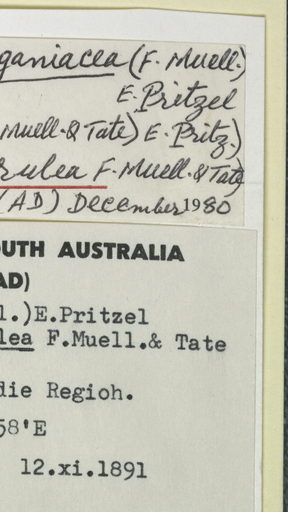 ganiacea (F. Muell.)
E. Pritzel
Muell. & Tate) E. Pritz.)
rulea F. Muell. & Tate
(AD) December 1980
OUTH AUSTRALIA
AD)
l.)E.Pritzel
lea F.Muell.& Tate
die Regioh.
58'E
12.xi.1891